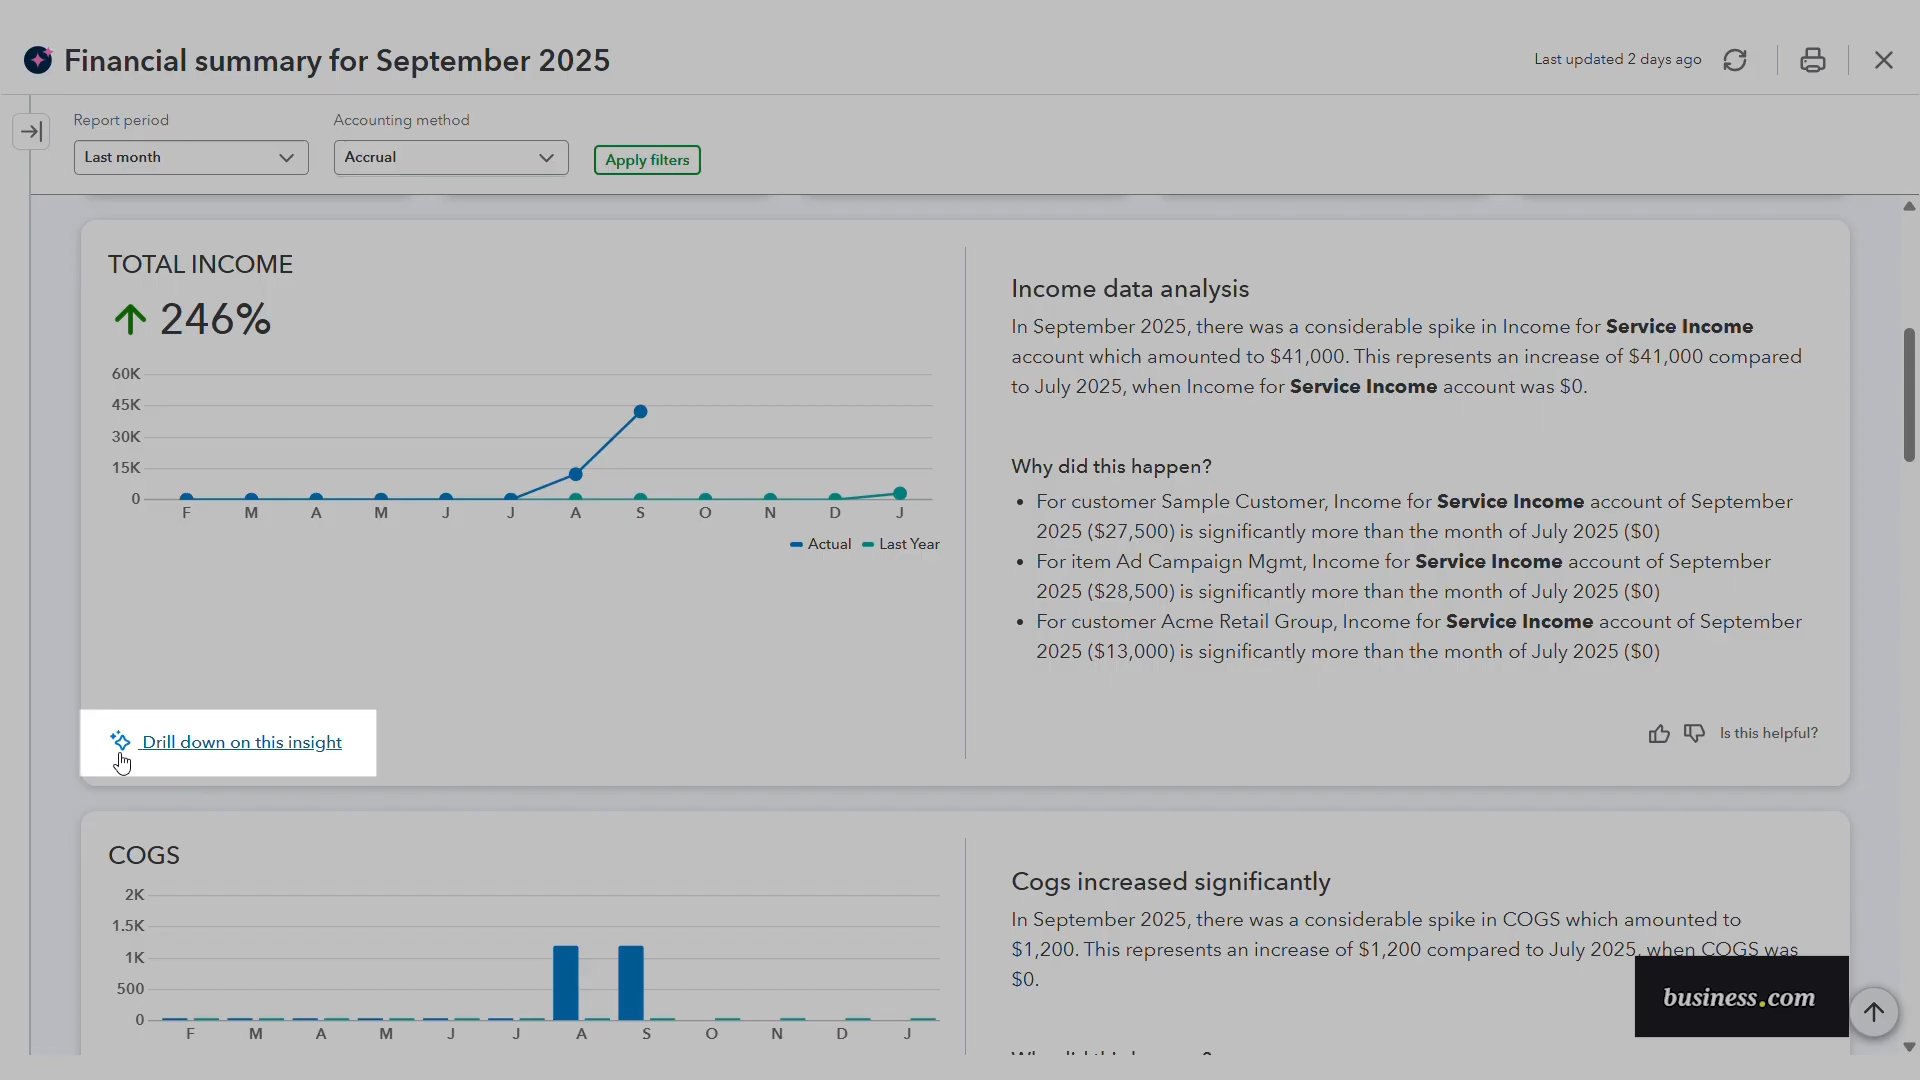 Financial summary for September 2025
Last updated 2 days ago
Report period
Accounting method
Last month
Accrual
Apply filters
TOTAL INCOME
246%
60K
45K
30K
15K
0
F M A M J J A S O N D J
Actual Last Year
Drill down on this insight
Income data analysis
In September 2025, there was a considerable spike in Income for Service Income
account which amounted to $41,000. This represents an increase of $41,000 compared
to July 2025, when Income for Service Income account was $0.
Why did this happen?
• For customer Sample Customer, Income for Service Income account of September
2025 ($27,500) is significantly more than the month of July 2025 ($0)
• For item Ad Campaign Mgmt, Income for Service Income account of September
2025 ($28,500) is significantly more than the month of July 2025 ($0)
• For customer Acme Retail Group, Income for Service Income account of September
2025 ($13,000) is significantly more than the month of July 2025 ($0)
Is this helpful?
COGS
2K
1.5K
1K
500
0
F M A M J J A S O N D J
Cogs increased significantly
In September 2025, there was a considerable spike in COGS which amounted to
$1,200. This represents an increase of $1,200 compared to July 2025, when COGS was
$0.
business.com